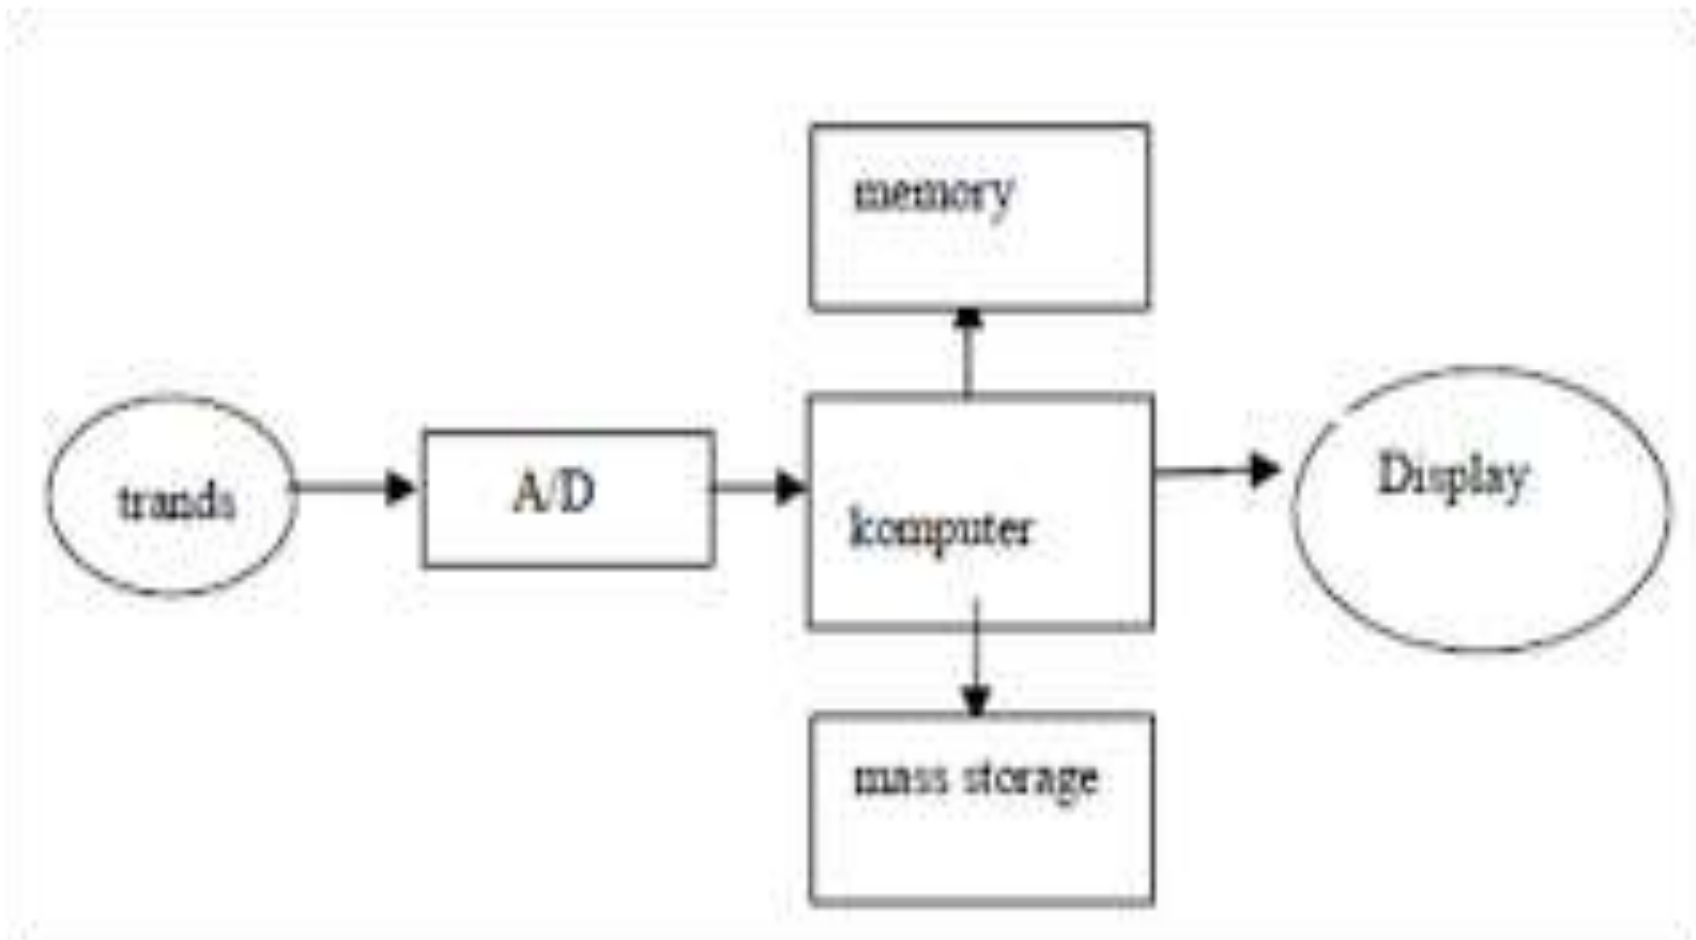 memory
trands
A/D
komputer
Display
mass storage